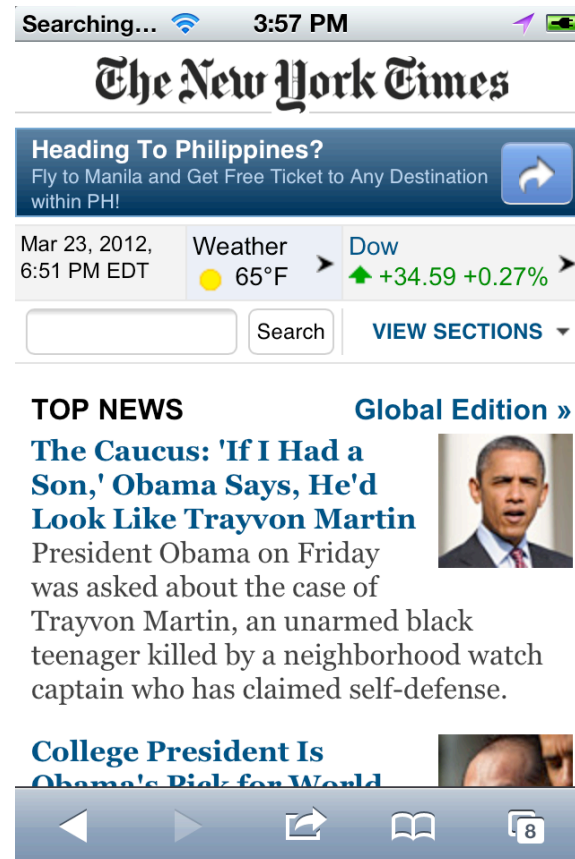 Searching... 3:57 PM
The New York Times
Heading To Philippines?
Fly to Manila and Get Free Ticket to Any Destination
within PH!
Mar 23, 2012,
6:51 PM EDT
Weather
65°F
Dow
+34.59 +0.27%
Search
VIEW SECTIONS
TOP NEWS
Global Edition »
The Caucus: 'If I Had a
Son,' Obama Says, He'd
Look Like Trayvon Martin
President Obama on Friday
was asked about the case of
Trayvon Martin, an unarmed black
teenager killed by a neighborhood watch
captain who has claimed self-defense.
College President Is
Obama's Pick for World
8